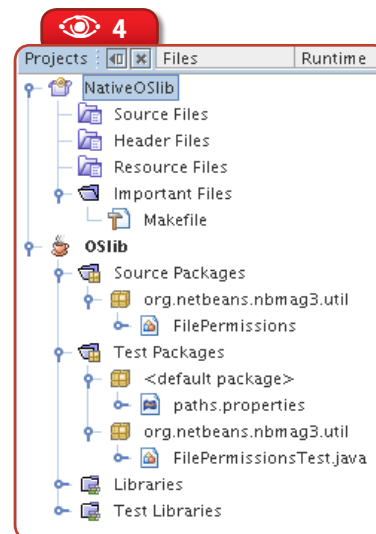 4
Projects Files Runtime
NativeOSlib
Source Files
Header Files
Resource Files
Important Files
Makefile
OSlib
Source Packages
org.netbeans.nbmag3.util
FilePermissions
Test Packages
<default package>
paths.properties
org.netbeans.nbmag3.util
FilePermissionsTest.java
Libraries
Test Libraries